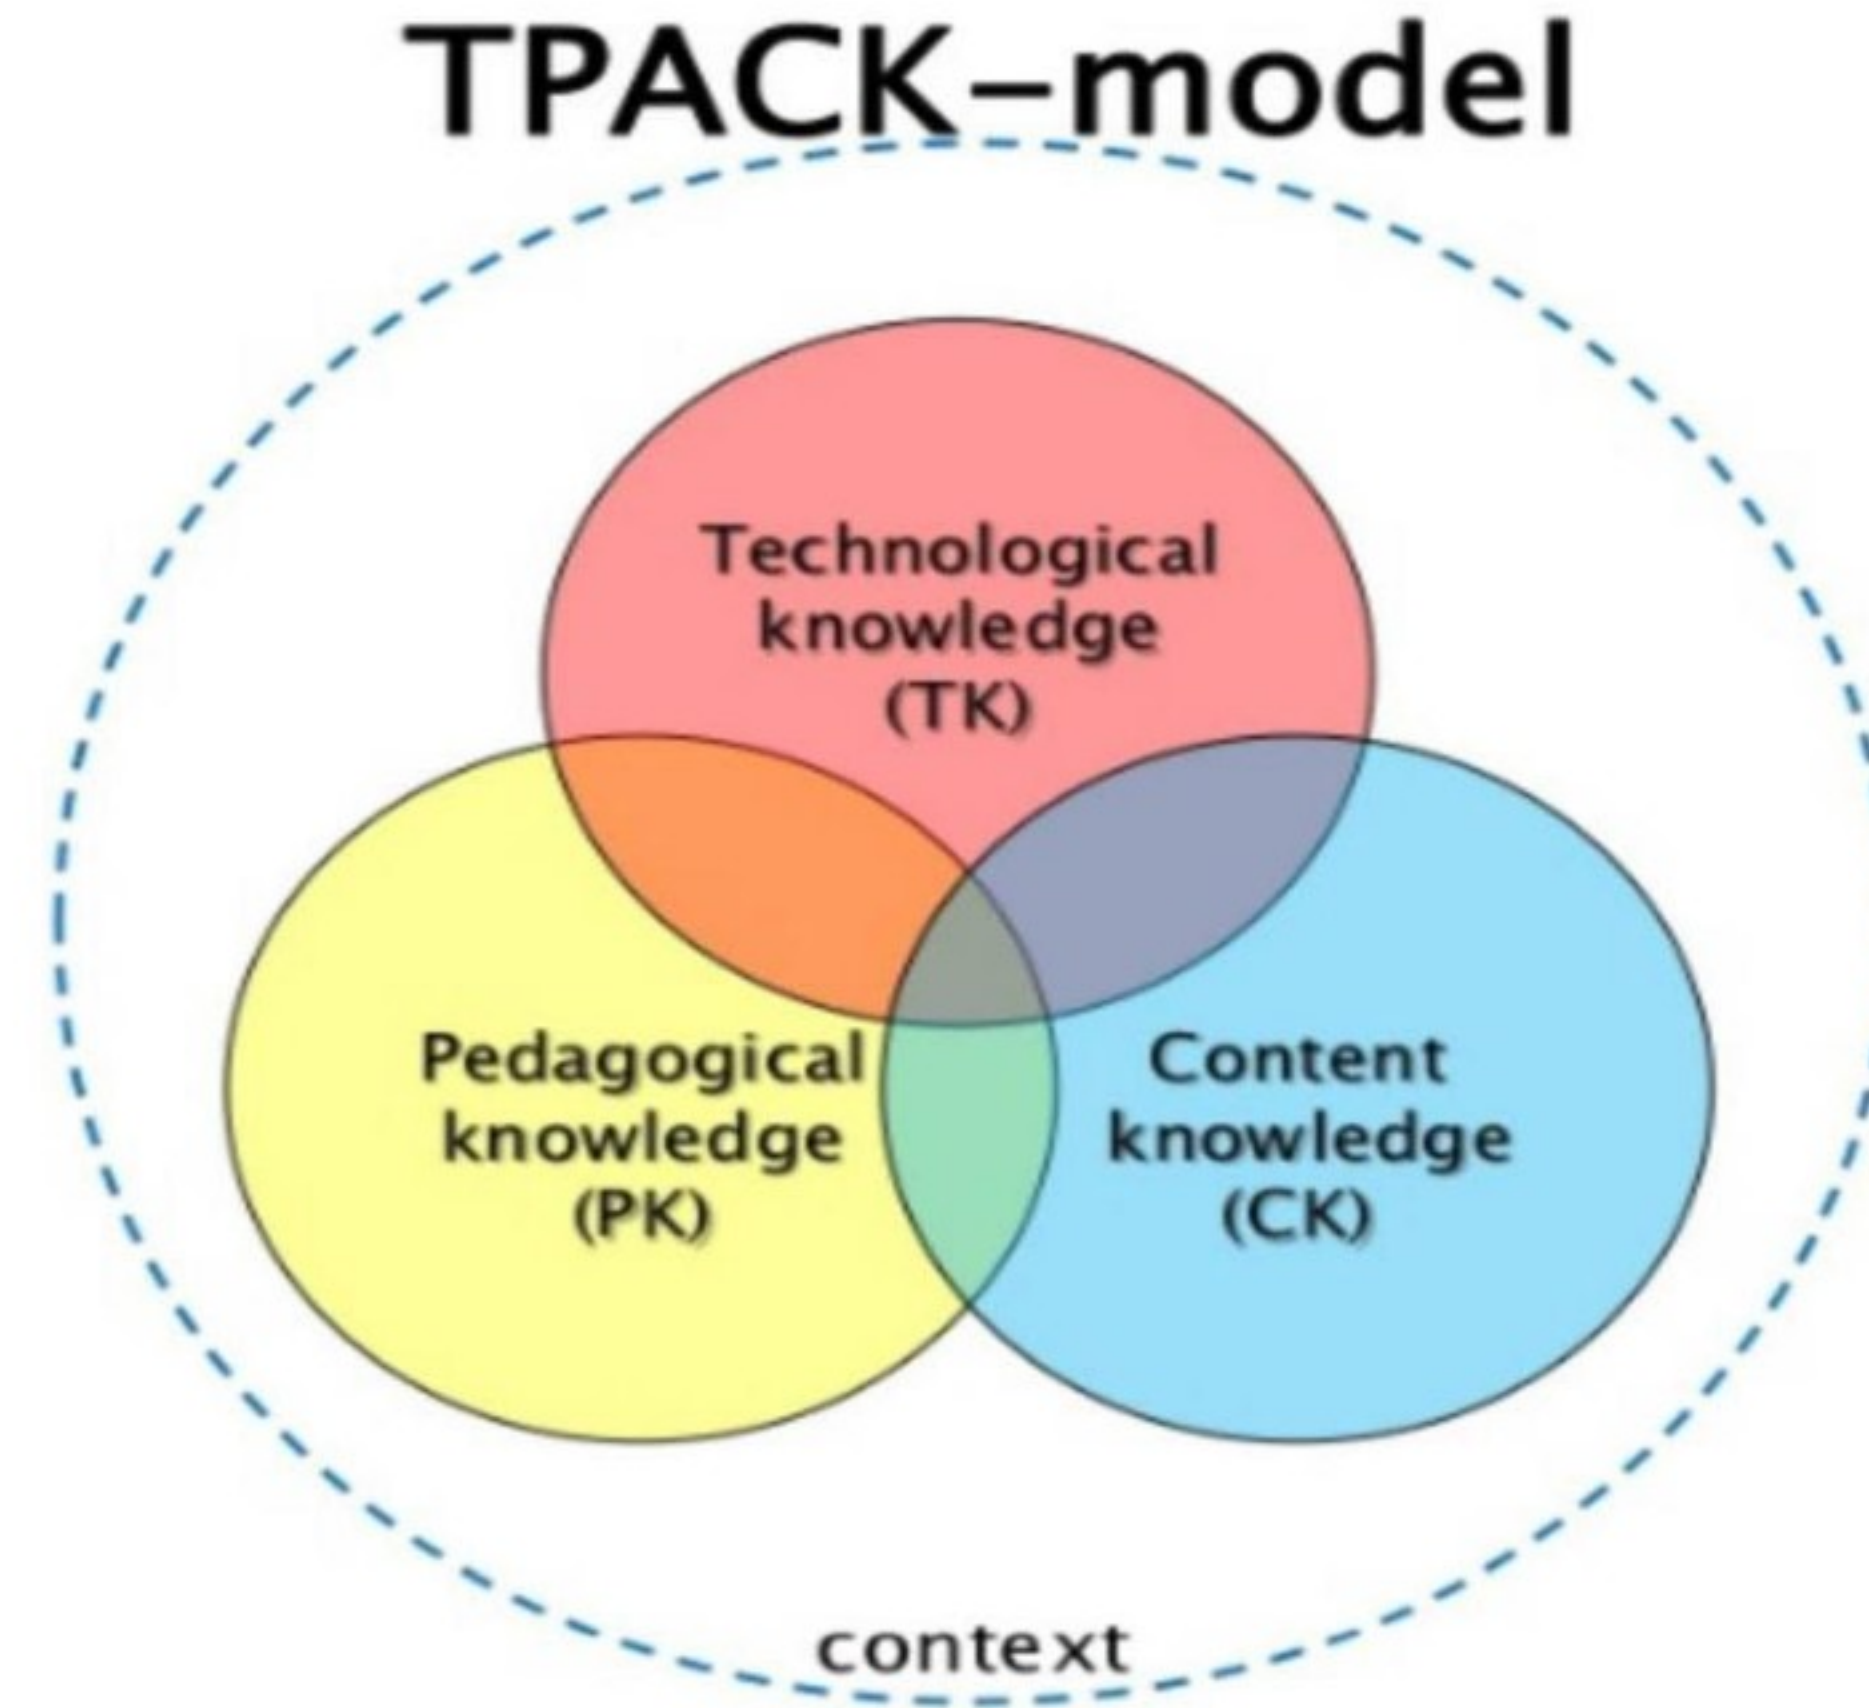 TPACK–model
Technological
knowledge
(TK)
Pedagogical
knowledge
(PK)
Content
knowledge
(CK)
context